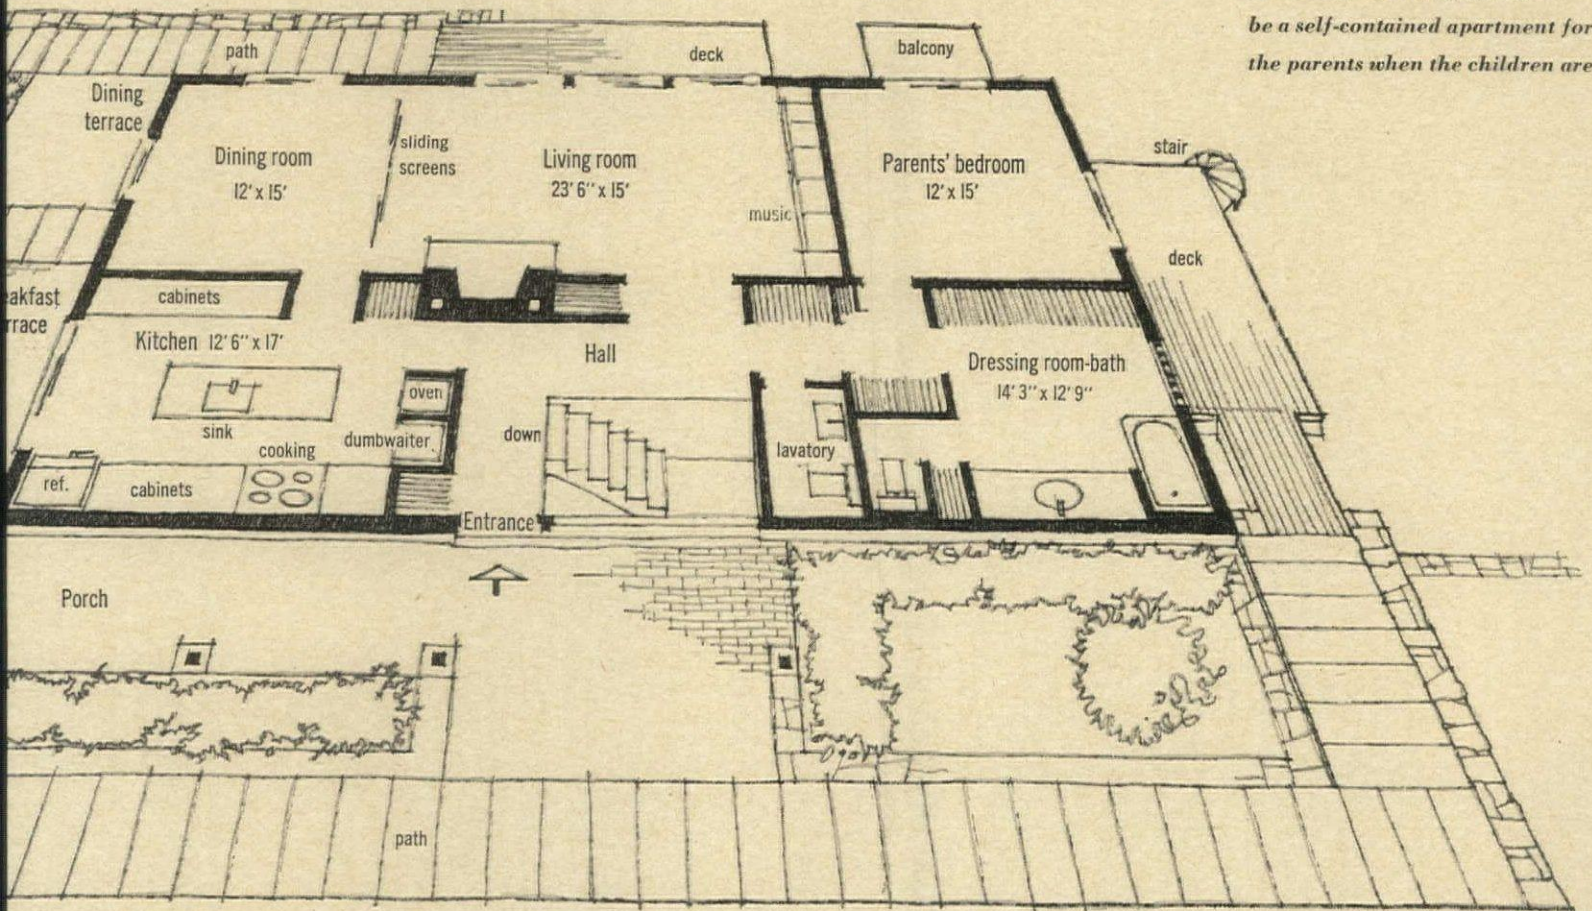 be a self-contained apartment for
the parents when the children are
path
deck
balcony
Dining
terrace
sliding
screens
Dining room
12' x 15'
Living room
23' 6'' x 15'
music
Parents' bedroom
12' x 15'
stair
deck
eakfast
rrace
cabinets
Kitchen 12' 6'' x 17'
Hall
Dressing room-bath
14' 3'' x 12' 9''
oven
sink
cooking
dumbwaiter
down
lavatory
ref.
cabinets
Entrance
Porch
path